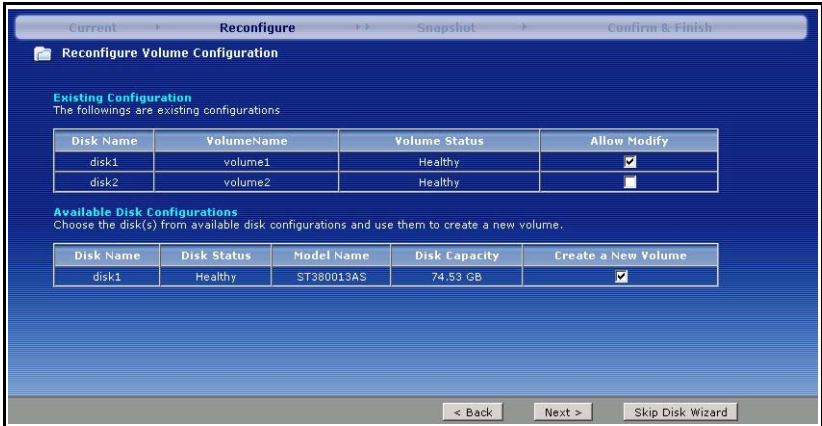 Current Reconfigure Snapshot Confirm & Finish
Reconfigure Volume Configuration
Existing Configuration
The followings are existing configurations
Disk Name VolumeName Volume Status Allow Modify
disk1 volume1 Healthy
disk2 volume2 Healthy
Available Disk Configurations
Choose the disk(s) from available disk configurations and use them to create a new volume.
Disk Name Disk Status Model Name Disk Capacity Create a New Volume
disk1 Healthy ST380013AS 74.53 GB
< Back Next > Skip Disk Wizard